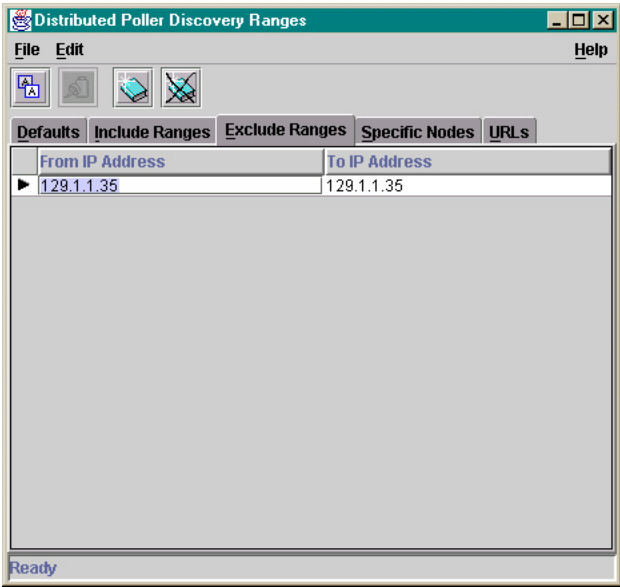 Distributed Poller Discovery Ranges
File Edit Help
Defaults Include Ranges Exclude Ranges Specific Nodes URLs
From IP Address To IP Address
129.1.1.35 129.1.1.35
Ready